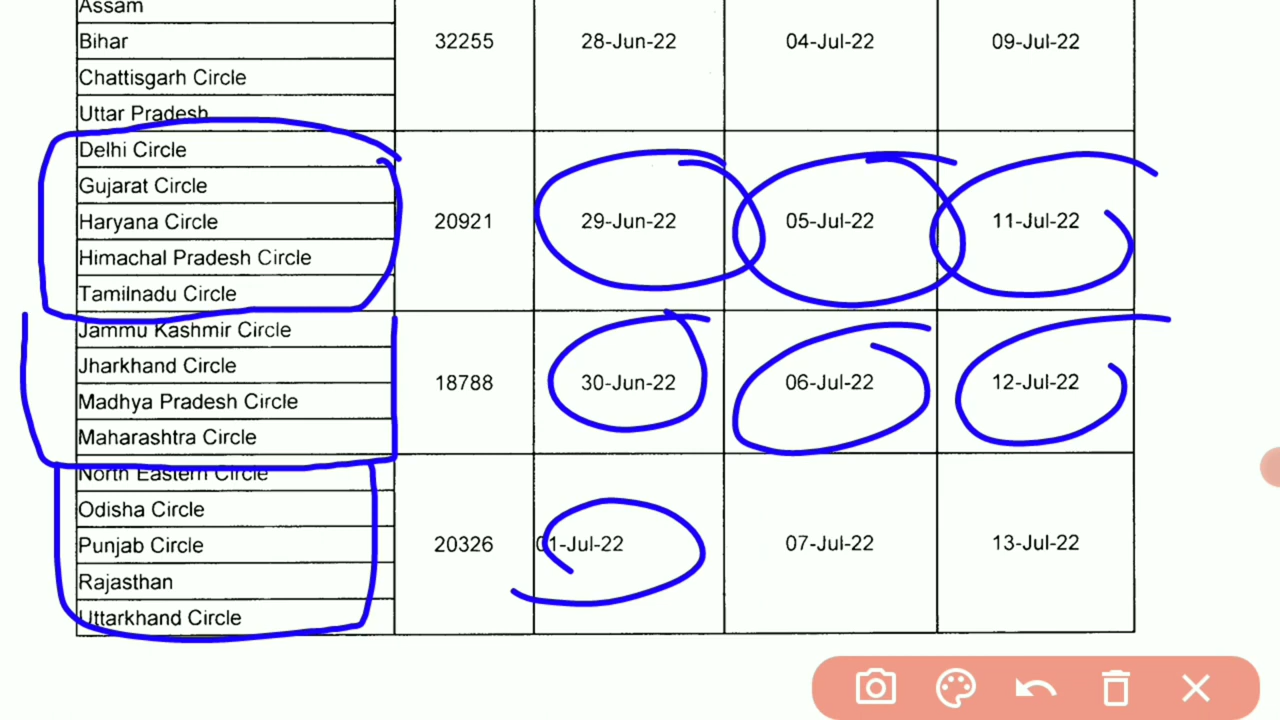 Assam
Bihar 32255 28-Jun-22 04-Jul-22 09-Jul-22
Chattisgarh Circle
Uttar Pradesh
Delhi Circle
Gujarat Circle
Haryana Circle 20921 29-Jun-22 05-Jul-22 11-Jul-22
Himachal Pradesh Circle
Tamilnadu Circle
Jammu Kashmir Circle
Jharkhand Circle
18788 30-Jun-22 06-Jul-22 12-Jul-22
Madhya Pradesh Circle
Maharashtra Circle
North Eastern Circle
Odisha Circle
Punjab Circle 20326 01-Jul-22 07-Jul-22 13-Jul-22
Rajasthan
Uttarkhand Circle